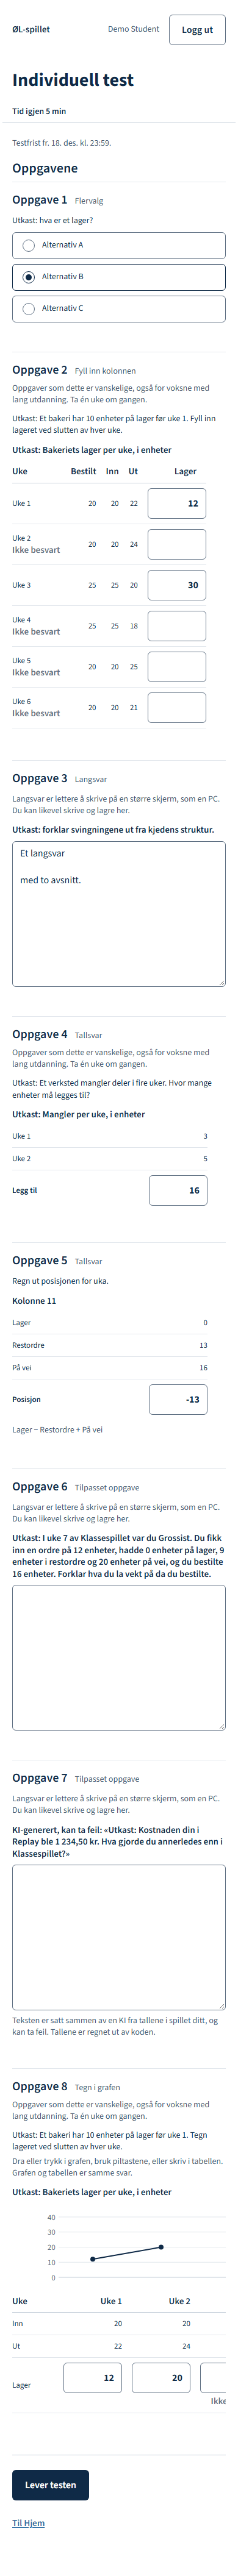 ØL-spillet Demo Student Logg ut
Individuell test
Tid igjen 5 min
Testfrist fr. 18. des. kl. 23:59.
Oppgavene
Oppgave 1 Flervalg
Utkast: hva er et lager?
Alternativ A
Alternativ B
Alternativ C
Oppgave 2 Fyll inn kolonnen
Oppgaver som dette er vanskelige, også for voksne med
lang utdanning. Ta én uke om gangen.
Utkast: Et bakeri har 10 enheter på lager før uke 1. Fyll inn
lageret ved slutten av hver uke.
Utkast: Bakeriets lager per uke, i enheter
Uke Bestilt Inn Ut Lager
Uke 1 20 20 22 12
Uke 2
Ikke besvart 20 20 24
Uke 3 25 25 20 30
Uke 4
Ikke besvart 25 25 18
Uke 5
Ikke besvart 20 20 25
Uke 6
Ikke besvart 20 20 21
Oppgave 3 Langsvar
Langsvar er lettere å skrive på en større skjerm, som en PC.
Du kan likevel skrive og lagre her.
Utkast: forklar svingningene ut fra kjedens struktur.
Et langsvar
med to avsnitt.
Oppgave 4 Tallsvar
Oppgaver som dette er vanskelige, også for voksne med
lang utdanning. Ta én uke om gangen.
Utkast: Et verksted mangler deler i fire uker. Hvor mange
enheter må legges til?
Utkast: Mangler per uke, i enheter
Uke 1 3
Uke 2 5
Legg til 16
Oppgave 5 Tallsvar
Regn ut posisjonen for uka.
Kolonne 11
Lager 0
Restordre 13
På vei 16
Posisjon -13
Lager − Restordre + På vei
Oppgave 6 Tilpasset oppgave
Langsvar er lettere å skrive på en større skjerm, som en PC.
Du kan likevel skrive og lagre her.
Utkast: I uke 7 av Klassespillet var du Grossist. Du fikk
inn en ordre på 12 enheter, hadde 0 enheter på lager, 9
enheter i restordre og 20 enheter på vei, og du bestilte
16 enheter. Forklar hva du la vekt på da du bestilte.
Oppgave 7 Tilpasset oppgave
Langsvar er lettere å skrive på en større skjerm, som en PC.
Du kan likevel skrive og lagre her.
KI-generert, kan ta feil: «Utkast: Kostnaden din i
Replay ble 1 234,50 kr. Hva gjorde du annerledes enn i
Klassespillet?»
Teksten er satt sammen av en KI fra tallene i spillet ditt, og
kan ta feil. Tallene er regnet ut av koden.
Oppgave 8 Tegn i grafen
Oppgaver som dette er vanskelige, også for voksne med
lang utdanning. Ta én uke om gangen.
Utkast: Et bakeri har 10 enheter på lager før uke 1. Tegn
lageret ved slutten av hver uke.
Dra eller trykk i grafen, bruk piltastene, eller skriv i tabellen.
Grafen og tabellen er samme svar.
Utkast: Bakeriets lager per uke, i enheter
40
30
20
10
0
Uke Uke 1 Uke 2
Inn 20 20
Ut 22 24
Lager 12 20
Ikke
Lever testen
Til Hjem